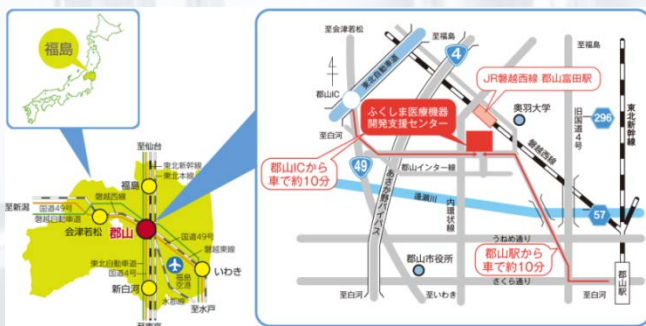 福島
至仙台
東北新幹線
東北本線
福島
磐越西線
至新潟
国道49号
磐越自動車道
会津若松
郡山
国道49号
磐越東線
東北自動車道
国道4号
福島
空港
いわき
新白河
水郡線
至水戸
至東京
至会津若松
至福島
至福島
4
東北自動車道
JR磐越西線 郡山富田駅
郡山IC
ふくしま医療機器
開発支援センター
奥羽大学
旧国道4号
296
東北新幹線
至白河
磐越西線
郡山ICから
車で約10分
49
郡山インター線
あさか野バイパス
内環状線
逢瀬川
57
うねめ通り
郡山市役所
郡山駅から
車で約10分
さくら通り
郡山駅
至白河
至いわき
至白河